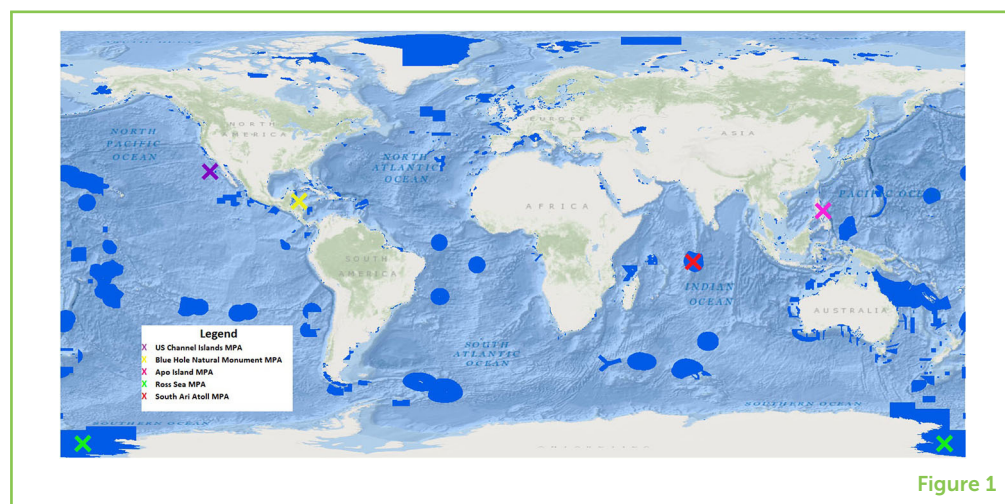 NORTH
PACIFIC
OCEAN
NORTH
AMERICA
NORTH
ATLANTIC
OCEAN
EUROPE
ASIA
PACIFIC OCEAN
AFRICA
SOUTH
AMERICA
INDIAN
OCEAN
AUSTRALIA
SOUTH
ATLANTIC
OCEAN
Legend
X US Channel Islands MPA
X Blue Hole Natural Monument MPA
X Apo Island MPA
X Ross Sea MPA
X South Ari Atoll MPA
SOUTHERN OCEAN
SOUTHERN OCEAN
Figure 1